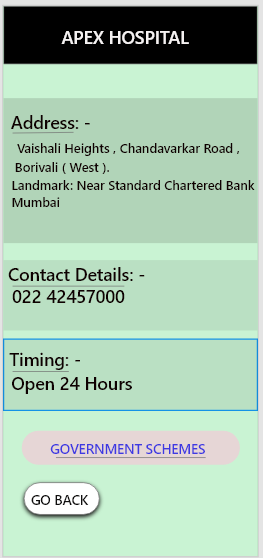 APEX HOSPITAL
Address: -
Vaishali Heights , Chandavarkar Road ,
Borivali ( West ).
Landmark: Near Standard Chartered Bank
Mumbai
Contact Details: -
022 42457000
Timing: -
Open 24 Hours
GOVERNMENT SCHEMES
GO BACK